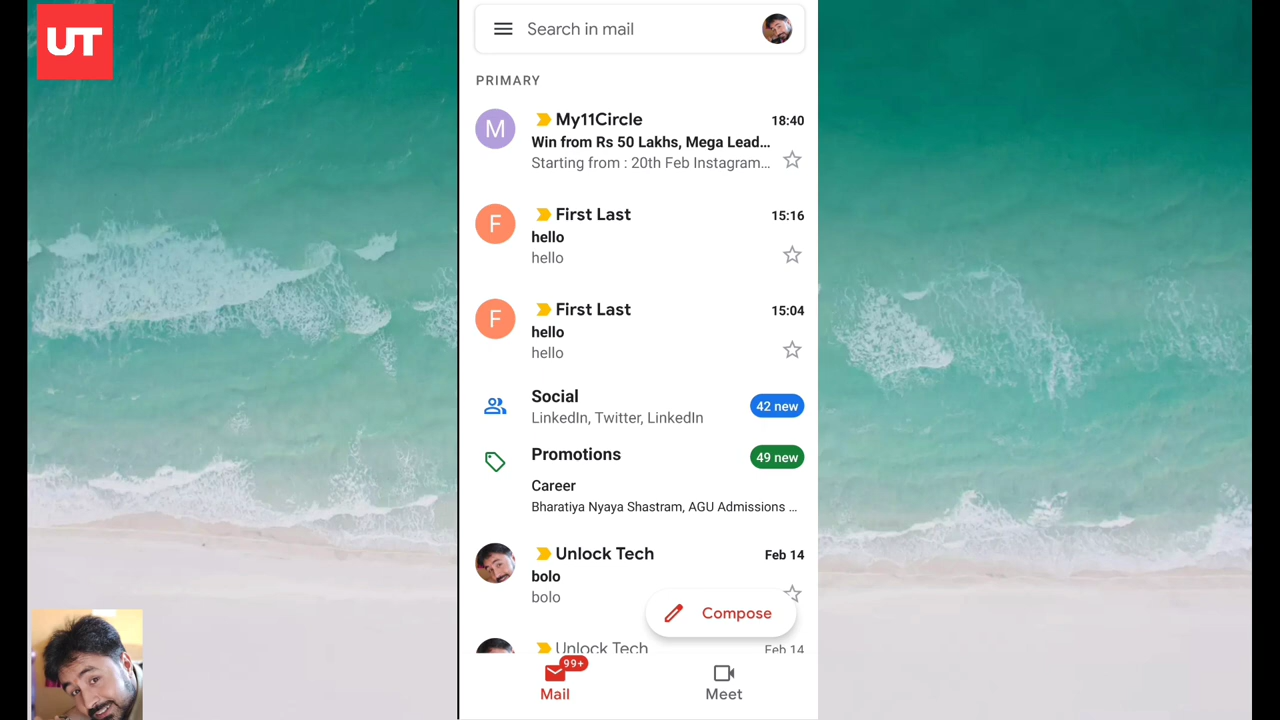 UT
Search in mail
PRIMARY
M
My11Circle
18:40
Win from Rs 50 Lakhs, Mega Lead...
Starting from : 20th Feb Instagram...
F
First Last
15:16
hello
hello
F
First Last
15:04
hello
hello
Social
42 new
LinkedIn, Twitter, LinkedIn
Promotions
49 new
Career
Bharatiya Nyaya Shastram, AGU Admissions ...
Unlock Tech
Feb 14
bolo
bolo
Compose
Unlock Tech
Feb 14
99+
Mail
Meet